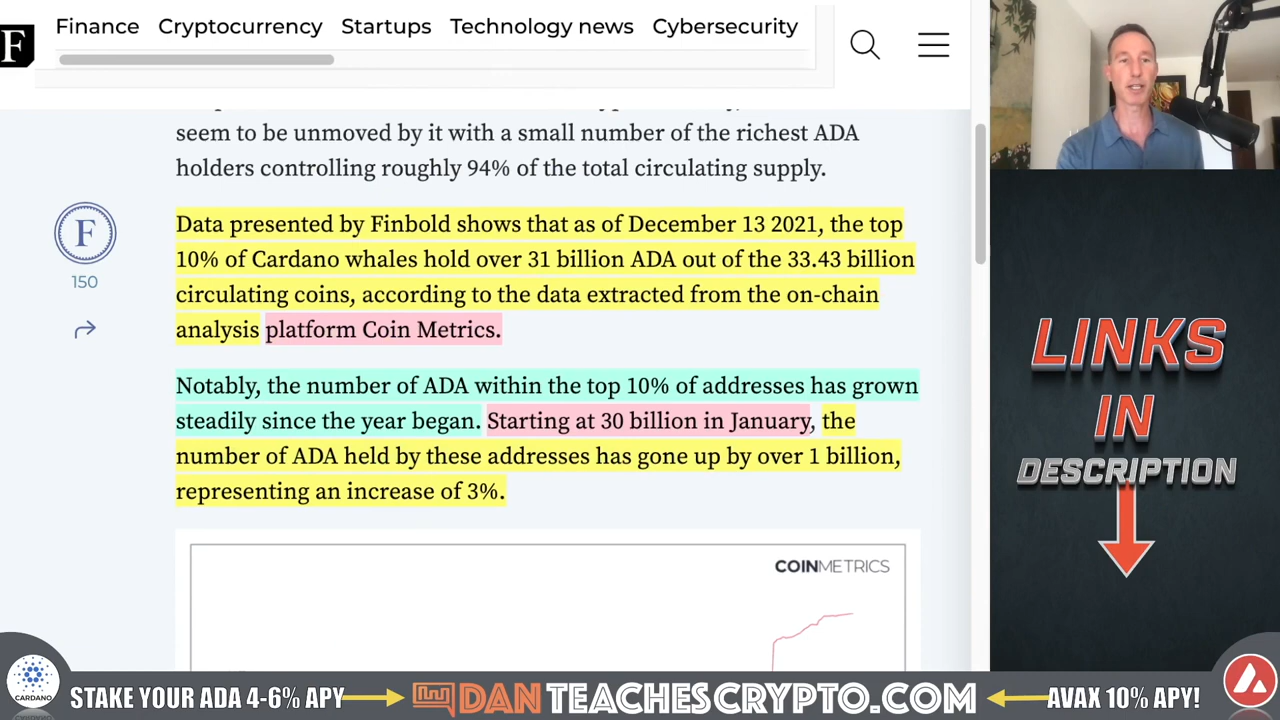 Finance Cryptocurrency Startups Technology news Cybersecurity
F
seem to be unmoved by it with a small number of the richest ADA
holders controlling roughly 94% of the total circulating supply.
F
150
Data presented by Finbold shows that as of December 13 2021, the top
10% of Cardano whales hold over 31 billion ADA out of the 33.43 billion
circulating coins, according to the data extracted from the on-chain
analysis platform Coin Metrics.
Notably, the number of ADA within the top 10% of addresses has grown
steadily since the year began. Starting at 30 billion in January, the
number of ADA held by these addresses has gone up by over 1 billion,
representing an increase of 3%.
COINMETRICS
LINKS
IN
DESCRIPTION
CARDANO
STAKE YOUR ADA 4-6% APY
DANTEACHESCRYPTO.COM
AVAX 10% APY!